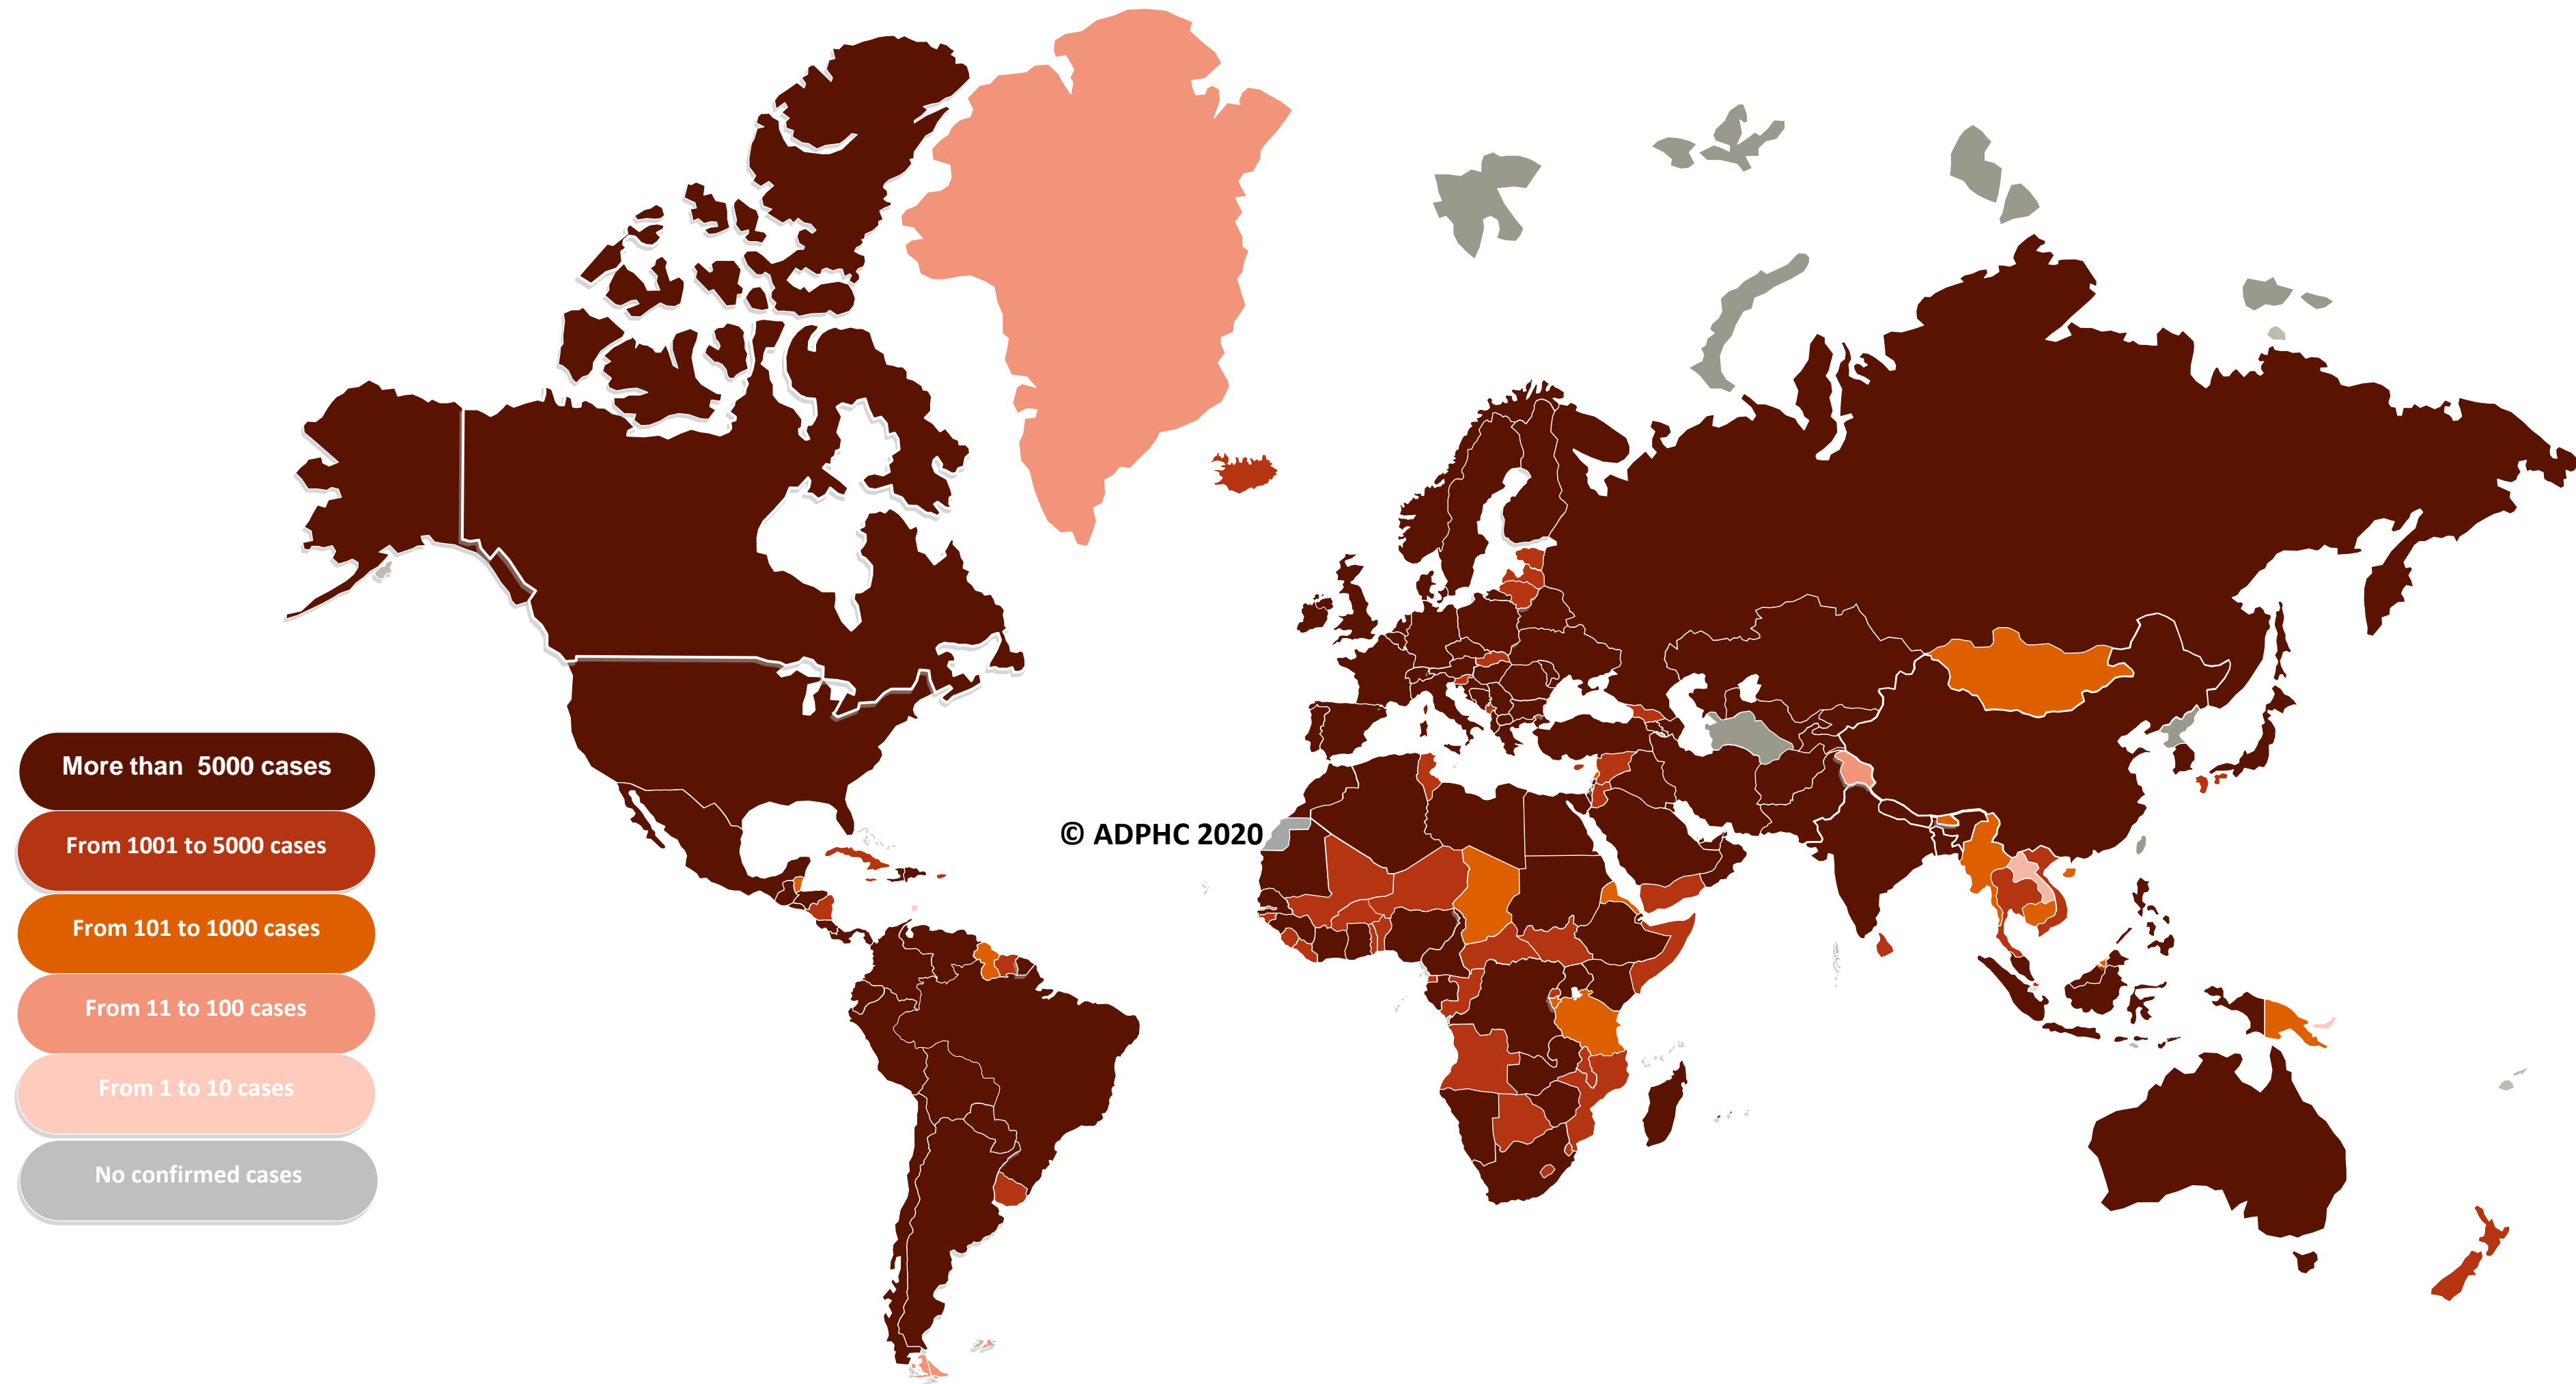 More than  5000 cases
From 1001 to 5000 cases
© ADPHC 2020
From 101 to 1000 cases
From 11 to 100 cases
From 1 to 10 cases
No confirmed cases